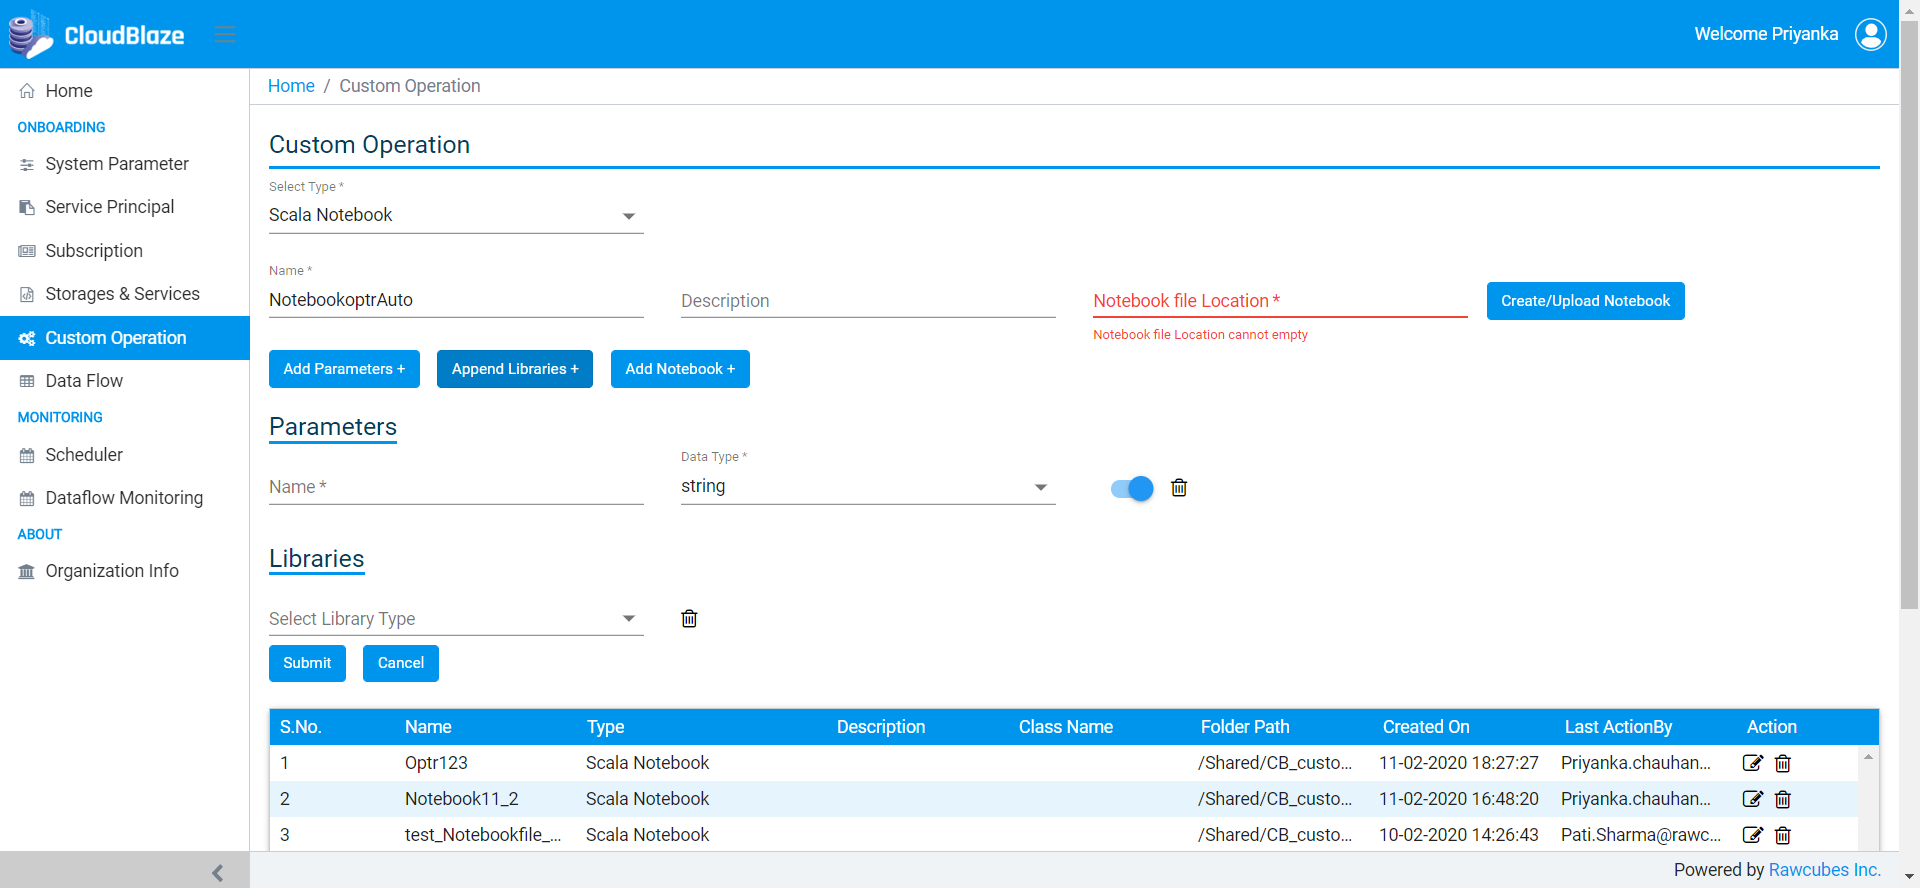 CloudBlaze
Welcome Priyanka
Home
ONBOARDING
System Parameter
Service Principal
Subscription
Storages & Services
Custom Operation
Data Flow
MONITORING
Scheduler
Dataflow Monitoring
ABOUT
Organization Info
Home / Custom Operation
Custom Operation
Select Type *
Scala Notebook
Name *
NotebookoptrAuto
Description
Notebook file Location *
Notebook file Location cannot empty
Create/Upload Notebook
Add Parameters + Append Libraries + Add Notebook +
Parameters
Name *
Data Type *
string
Libraries
Select Library Type
Submit Cancel
S.No. Name Type Description Class Name Folder Path Created On Last ActionBy Action
1 Optr123 Scala Notebook /Shared/CB_custo... 11-02-2020 18:27:27 Priyanka.chauhan...
2 Notebook11_2 Scala Notebook /Shared/CB_custo... 11-02-2020 16:48:20 Priyanka.chauhan...
3 test_Notebookfile_... Scala Notebook /Shared/CB_custo... 10-02-2020 14:26:43 Pati.Sharma@rawc...
Powered by Rawcubes Inc.